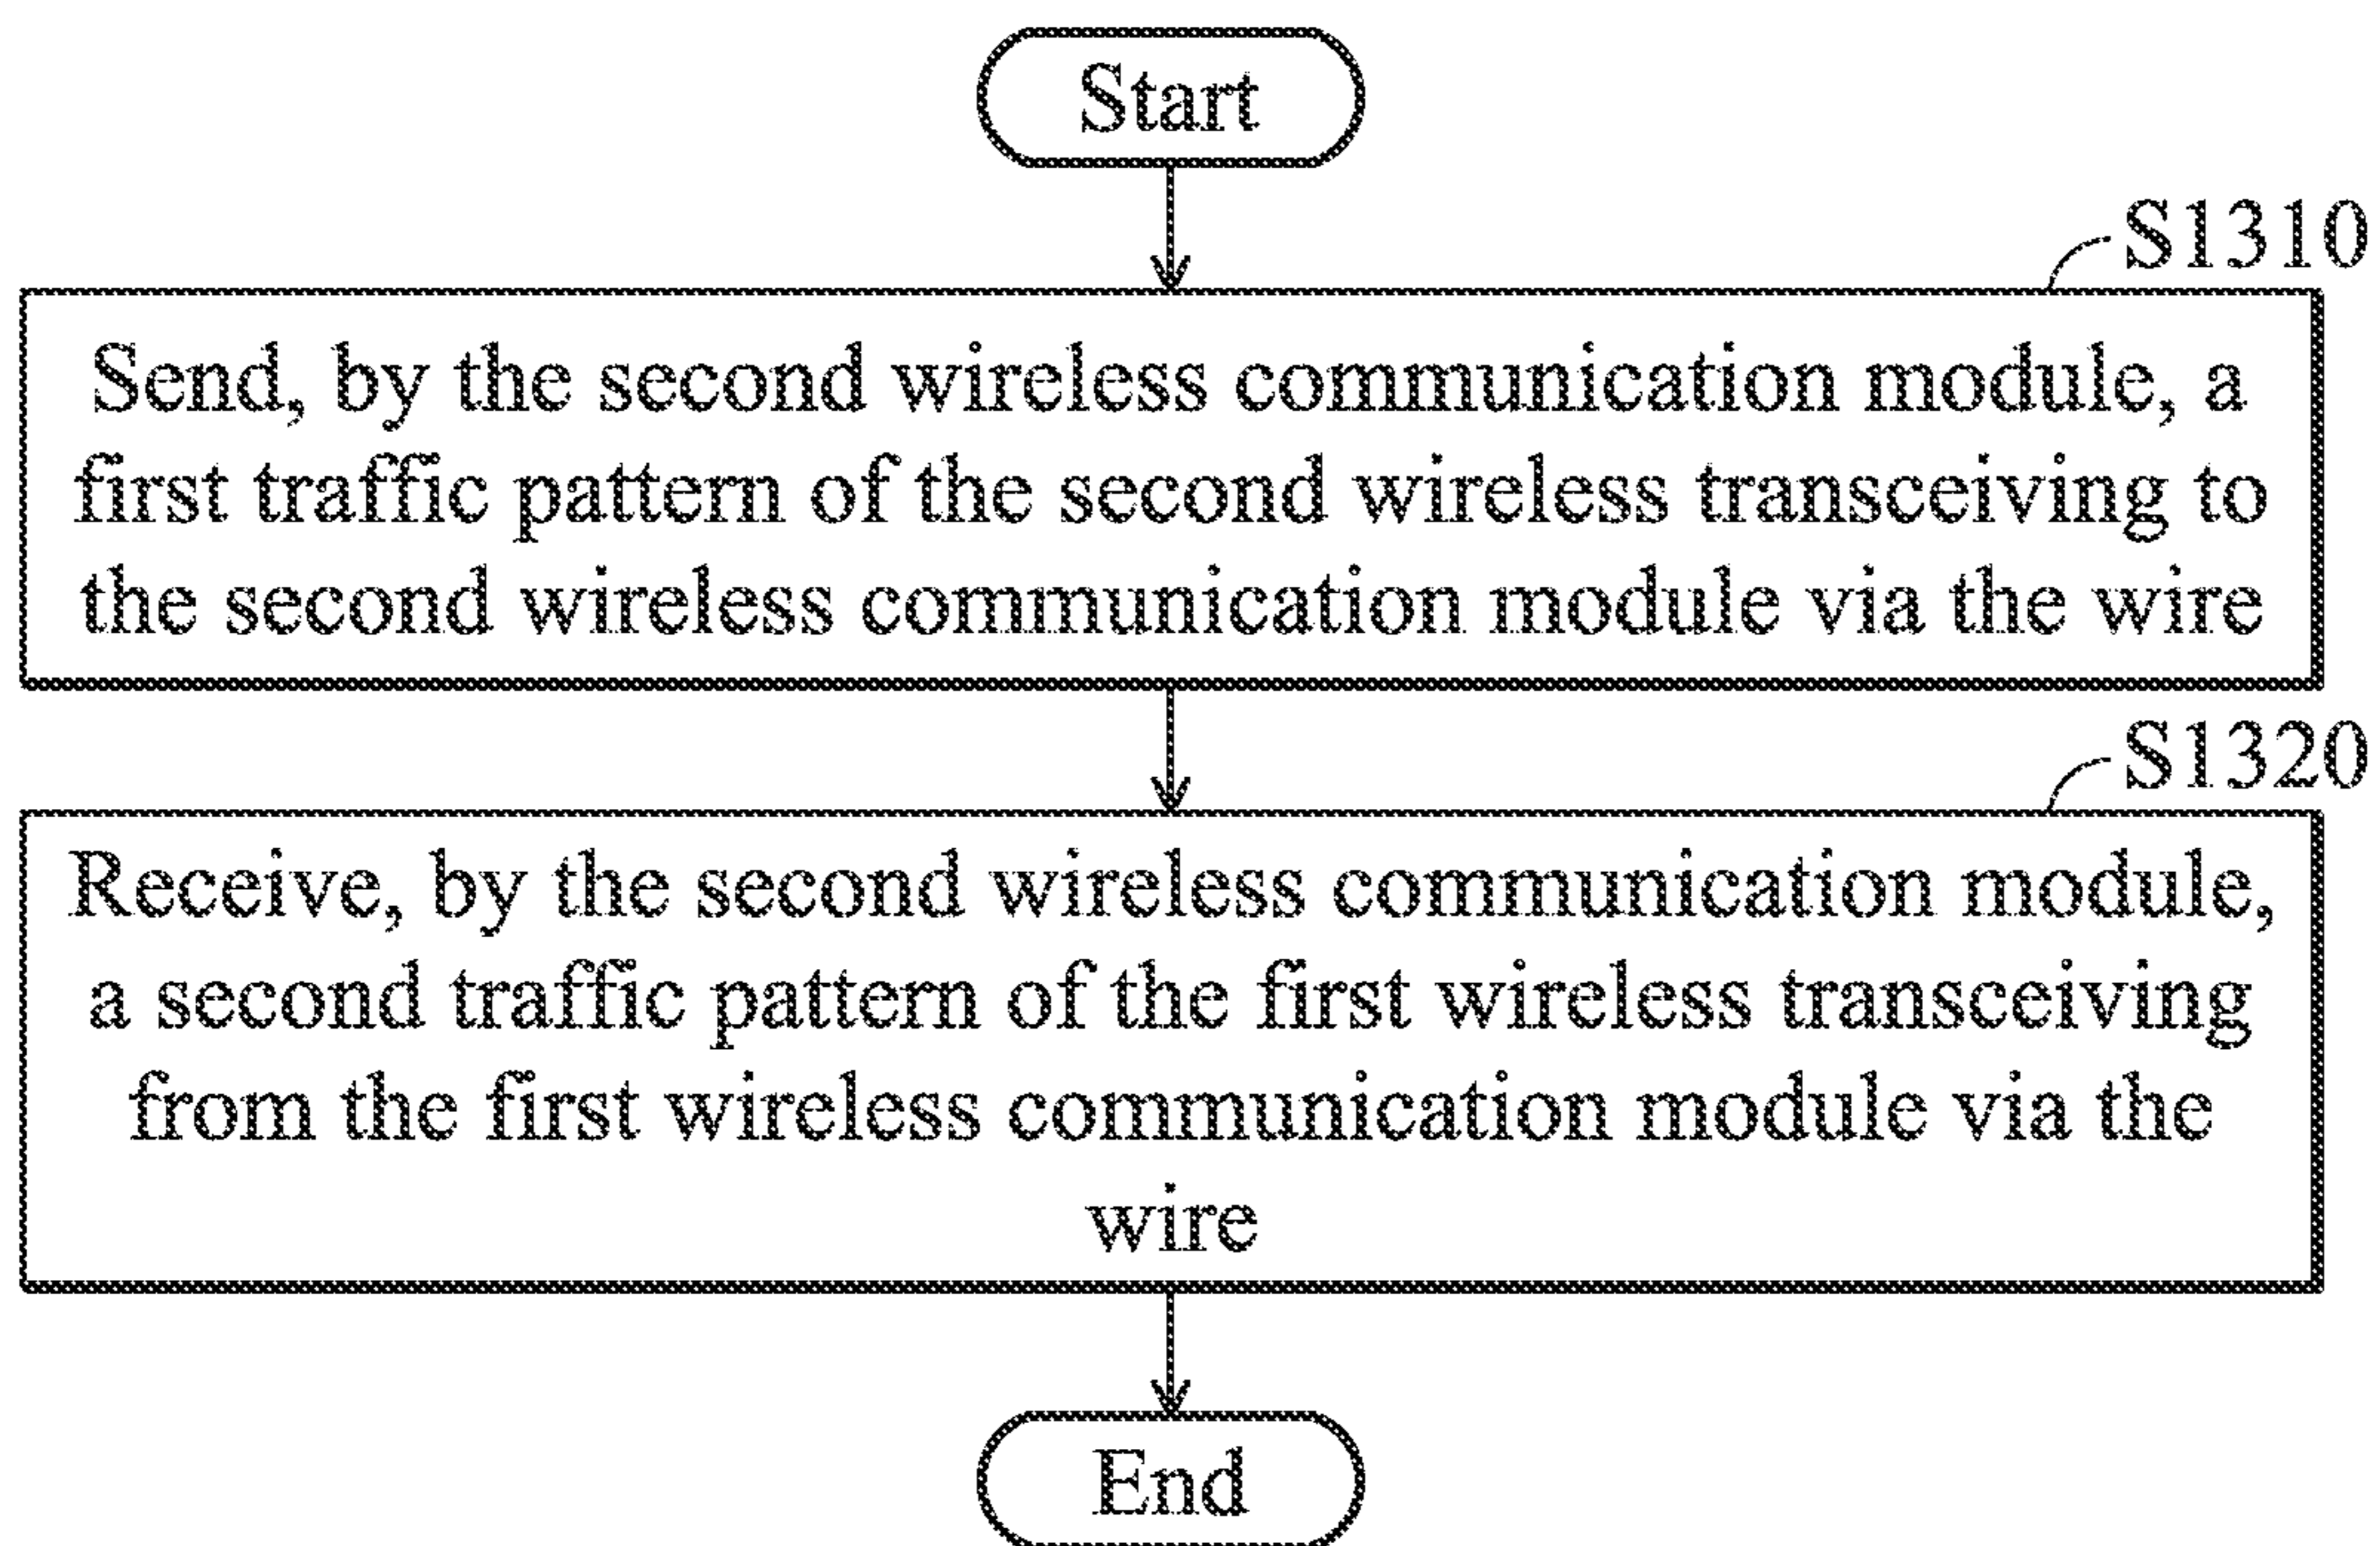 Start
S1310
Send, by the second wireless communication module, a
first traffic pattern of the second wireless transceiving to
the second wireless communication module via the wire
S1320
Receive, by the second wireless communication module,
a second traffic pattern of the first wireless transceiving
from the first wireless communication module via the
wire
End